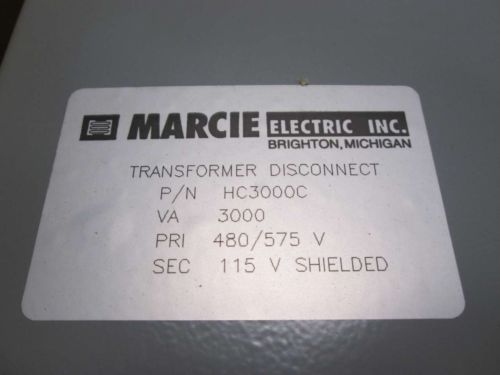 MARCIE ELECTRIC INC.
BRIGHTON, MICHIGAN
TRANSFORMER DISCONNECT
P/N HC3000C
VA 3000
PRI 480/575 V
SEC 115 V SHIELDED